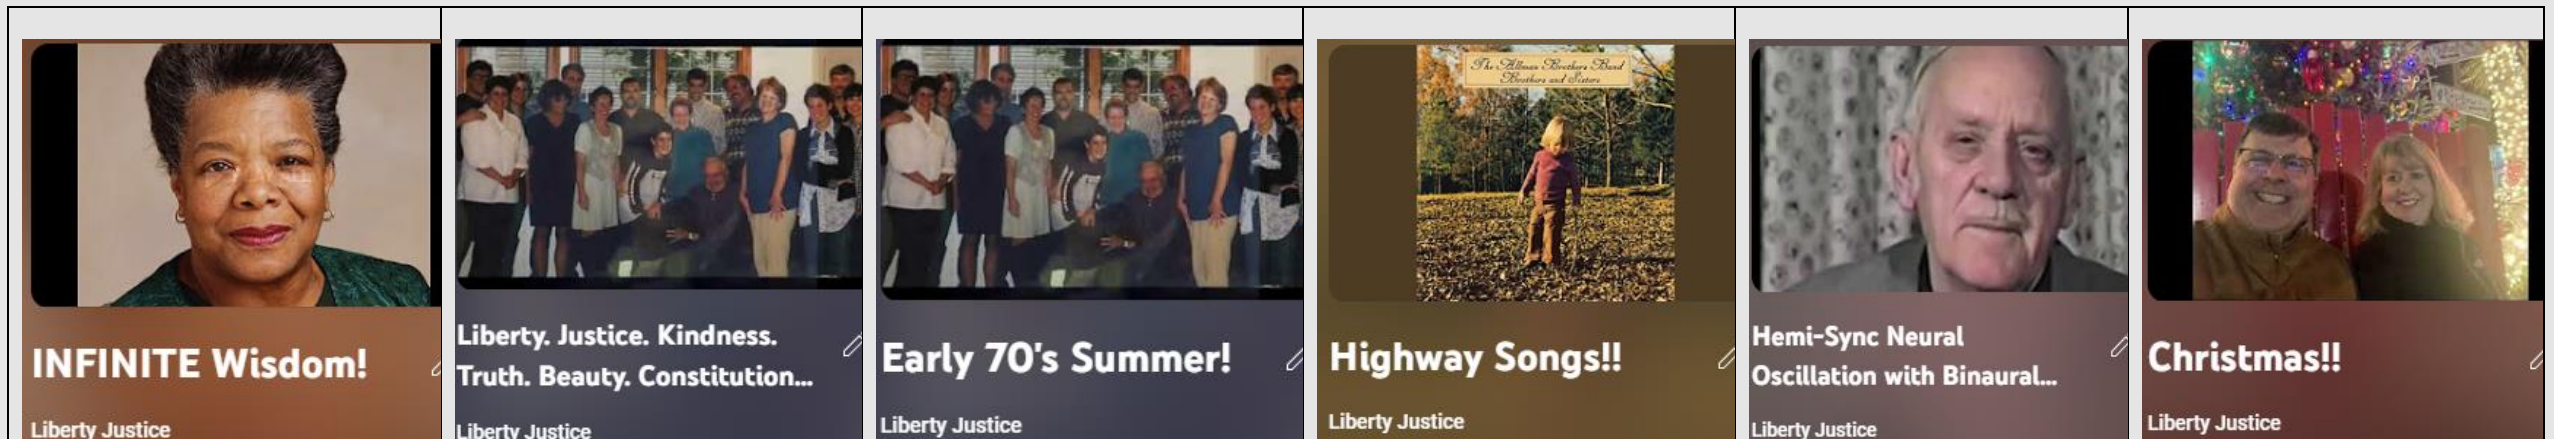 INFINITE Wisdom!
Liberty Justice
Liberty. Justice. Kindness.
Truth. Beauty. Constitution...
Liberty Justice
Early 70's Summer!
Liberty Justice
The Allman Brothers Band
Brothers and Sisters
Highway Songs!!
Liberty Justice
Hemi-Sync Neural
Oscillation with Binaural...
Liberty Justice
Christmas!!
Liberty Justice